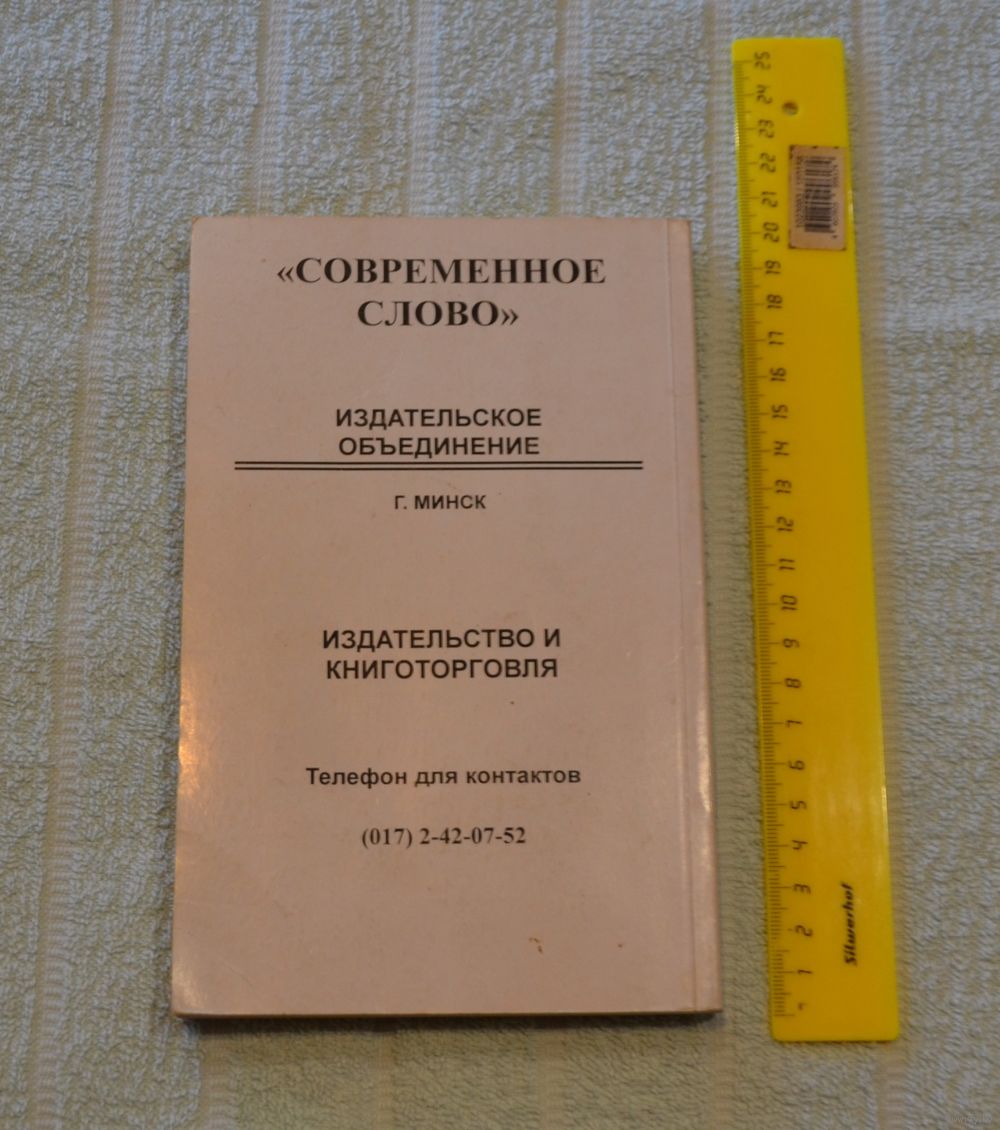 «СОВРЕМЕННОЕ
СЛОВО»
ИЗДАТЕЛЬСКОЕ
ОБЪЕДИНЕНИЕ
Г. МИНСК
ИЗДАТЕЛЬСТВО И
КНИГОТОРГОВЛЯ
Телефон для контактов
(017) 2-42-07-52
25
24
23
22
21
20
19
18
17
16
15
14
13
12
11
10
9
8
7
6
5
4
3
2
1
Silwerhof